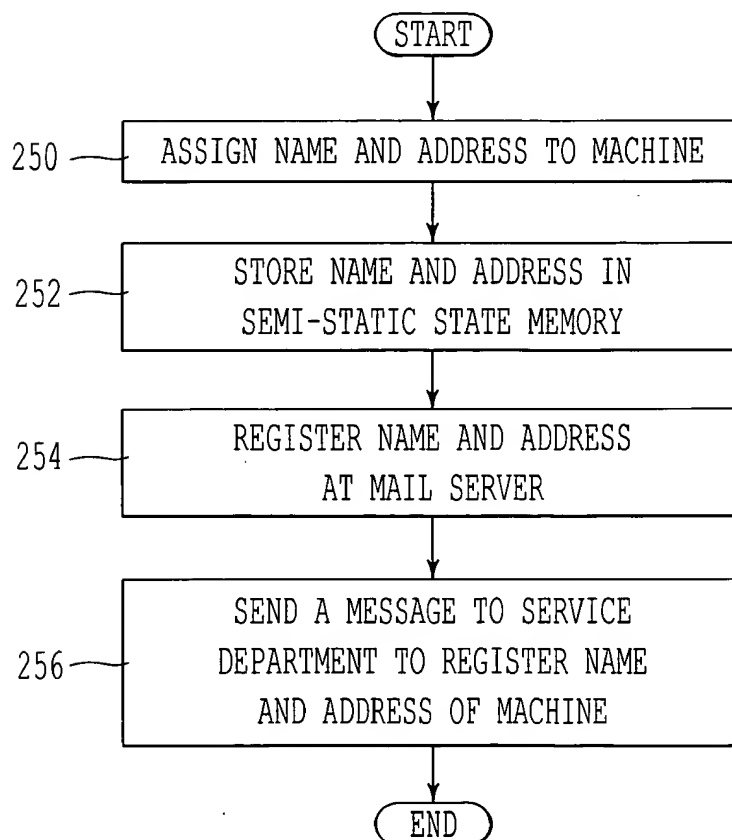 START
250
ASSIGN NAME AND ADDRESS TO MACHINE
252
STORE NAME AND ADDRESS IN
SEMI-STATIC STATE MEMORY
254
REGISTER NAME AND ADDRESS
AT MAIL SERVER
256
SEND A MESSAGE TO SERVICE
DEPARTMENT TO REGISTER NAME
AND ADDRESS OF MACHINE
END